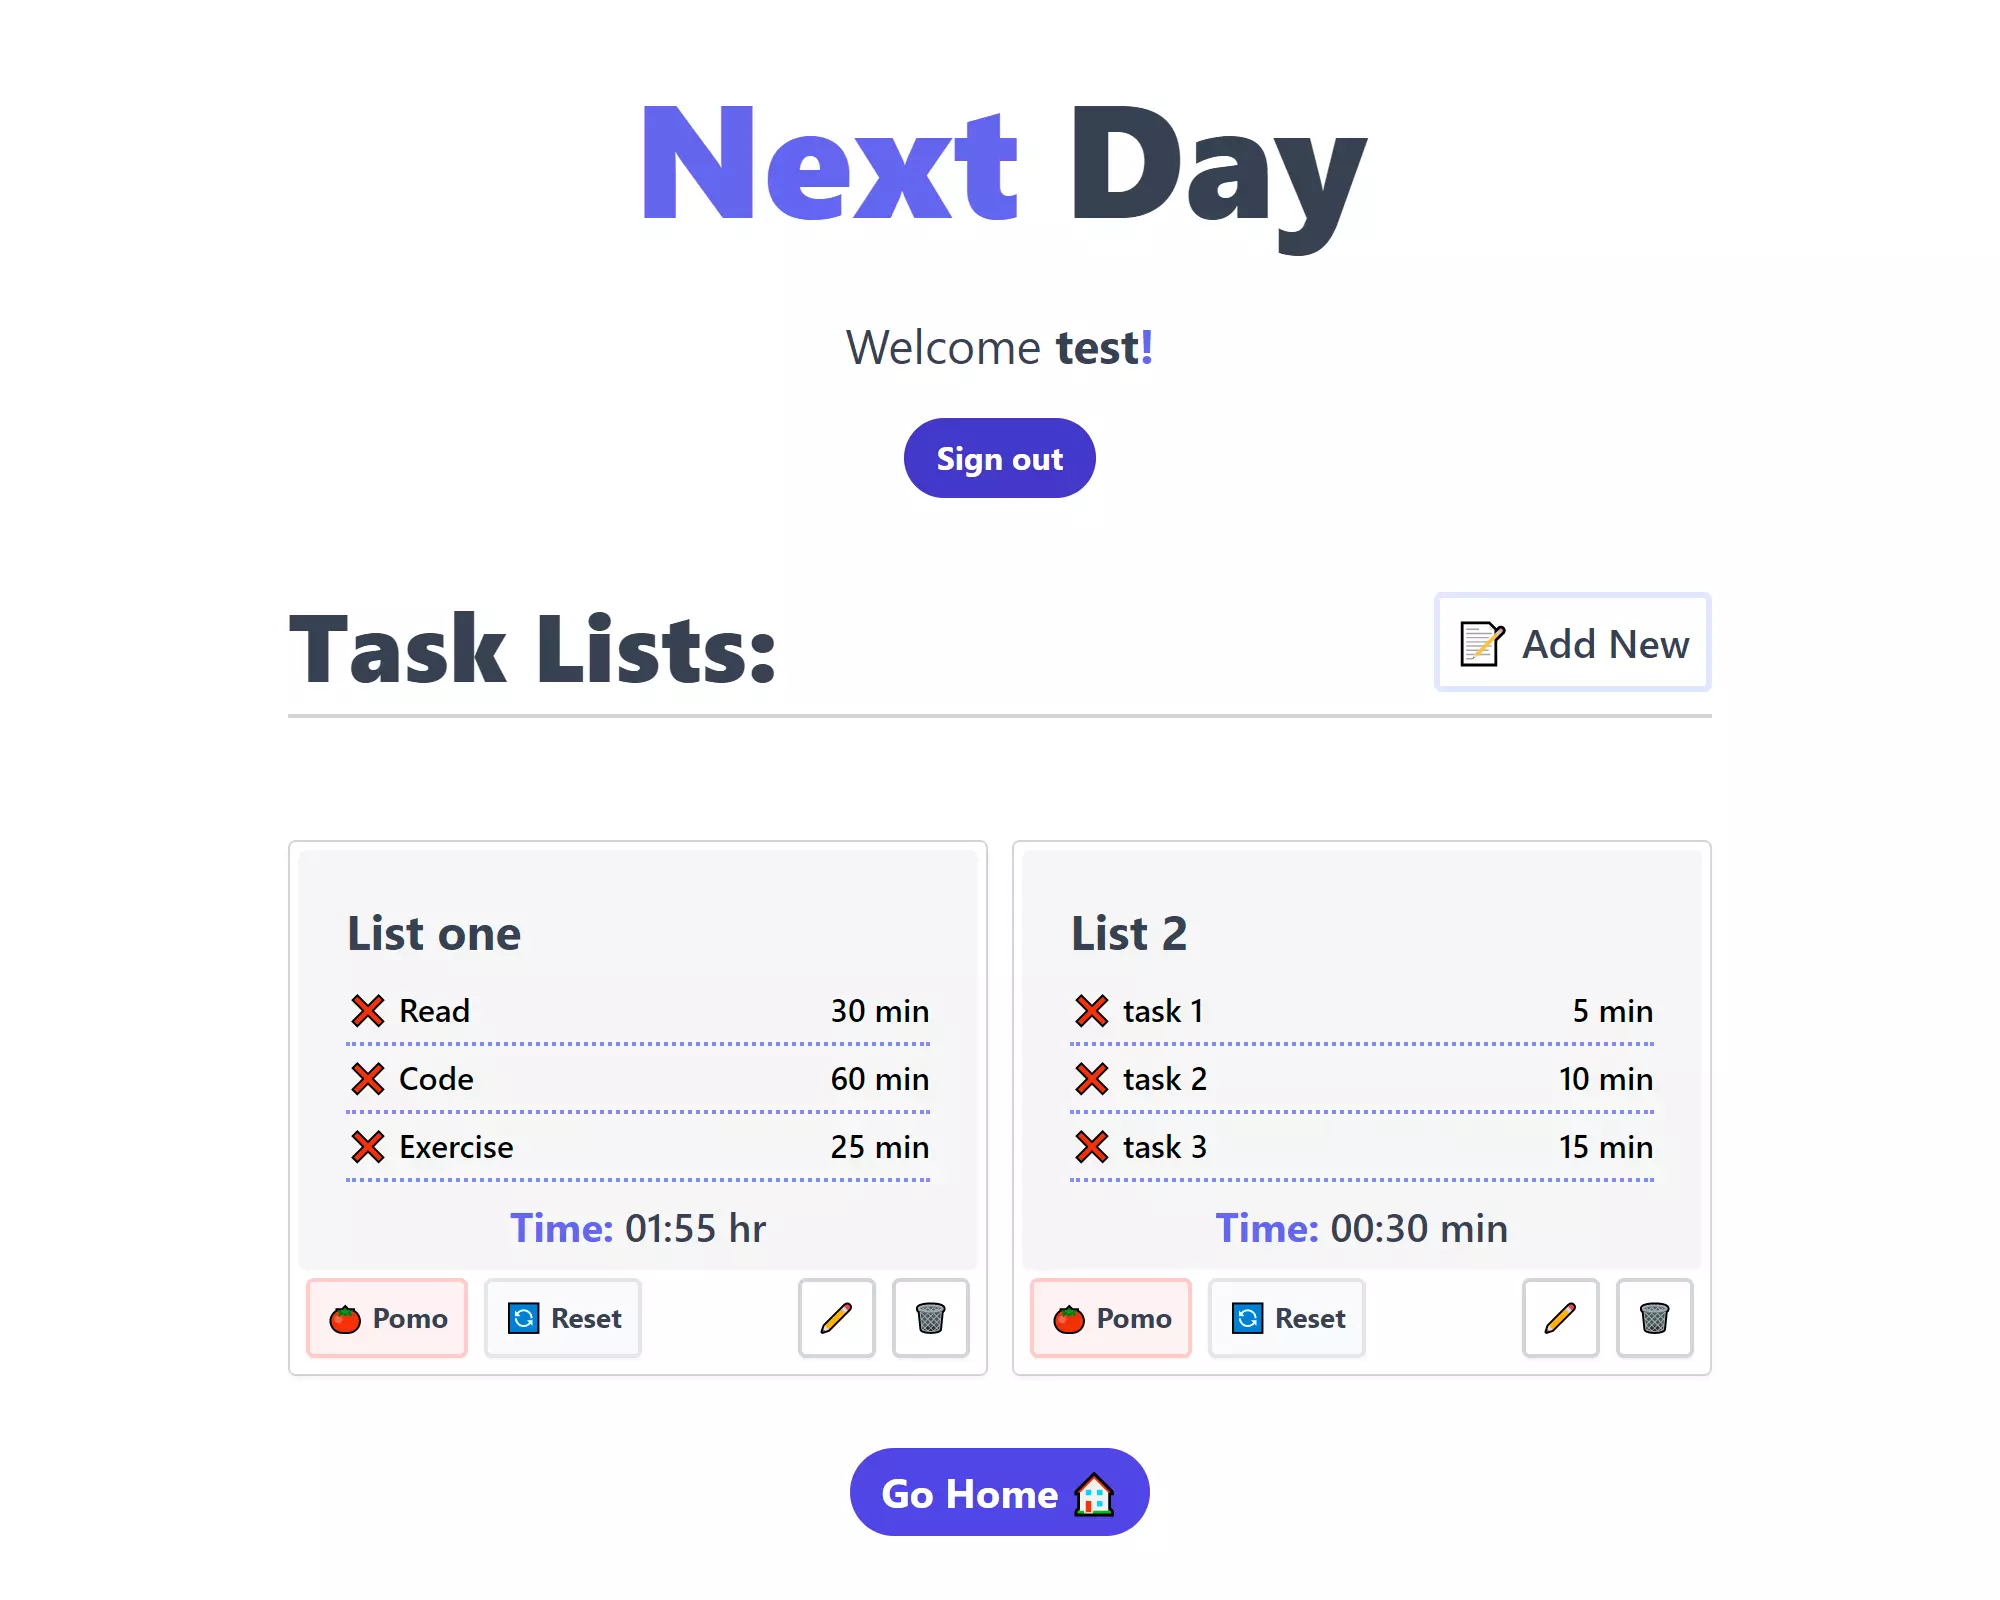 Next Day
Welcome test!
Sign out
Task Lists:
Add New
List one
Read 30 min
Code 60 min
Exercise 25 min
Time: 01:55 hr
Pomo Reset
List 2
task 1 5 min
task 2 10 min
task 3 15 min
Time: 00:30 min
Pomo Reset
Go Home